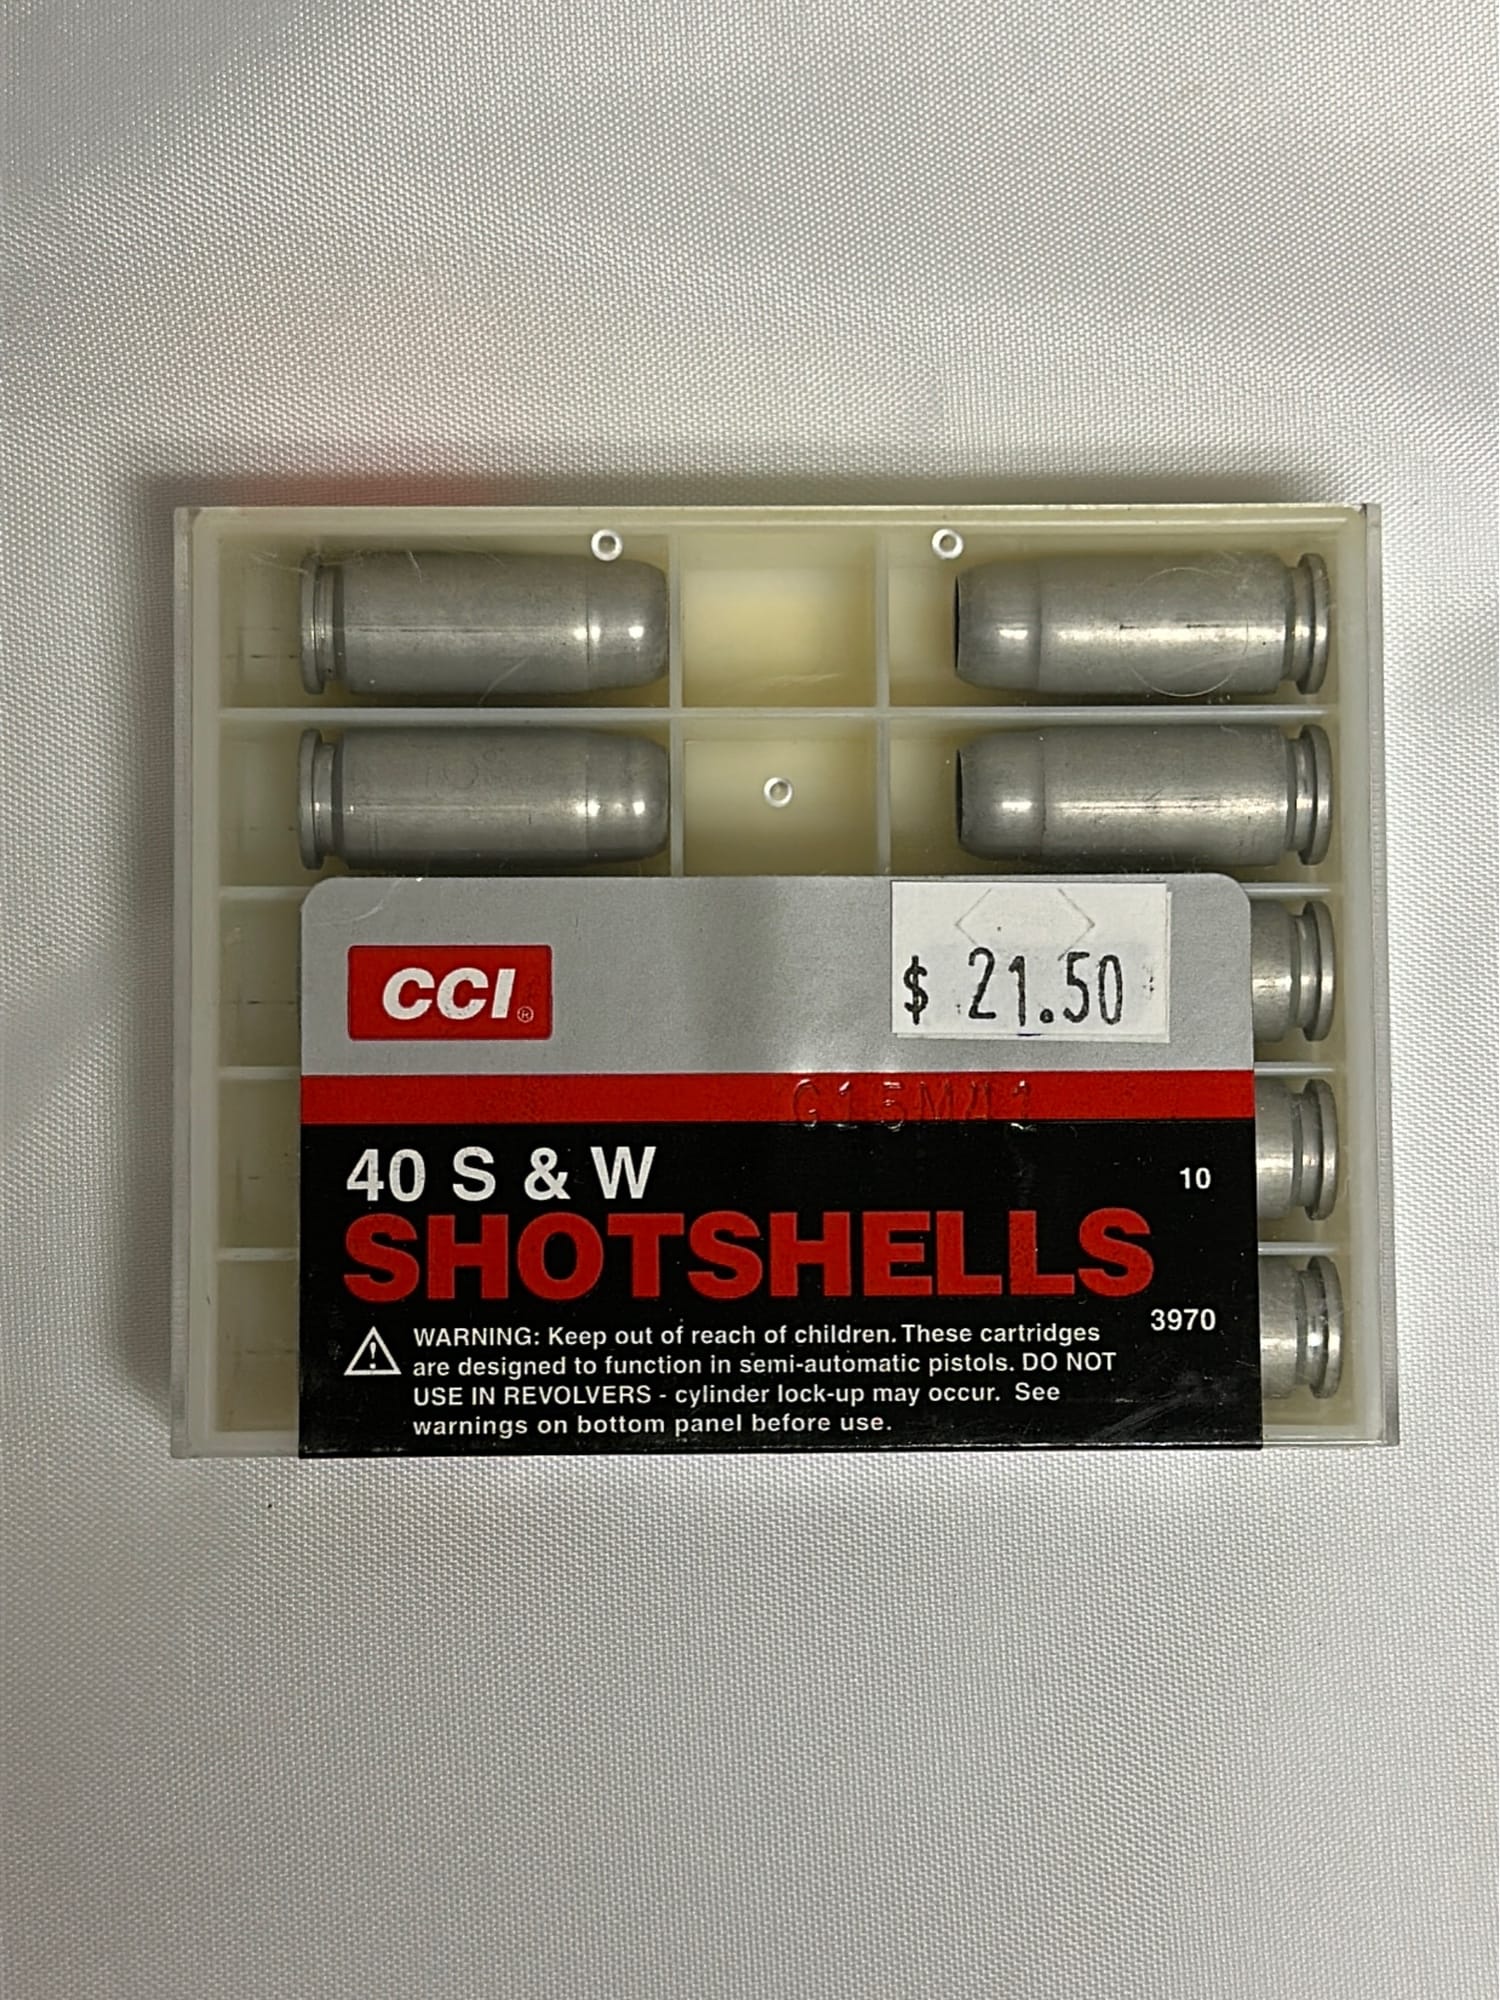 CCI®
$ 21.50
G15M41
40 S & W
10
SHOTSHELLS
3970
WARNING: Keep out of reach of children. These cartridges
are designed to function in semi-automatic pistols. DO NOT
USE IN REVOLVERS - cylinder lock-up may occur. See
warnings on bottom panel before use.